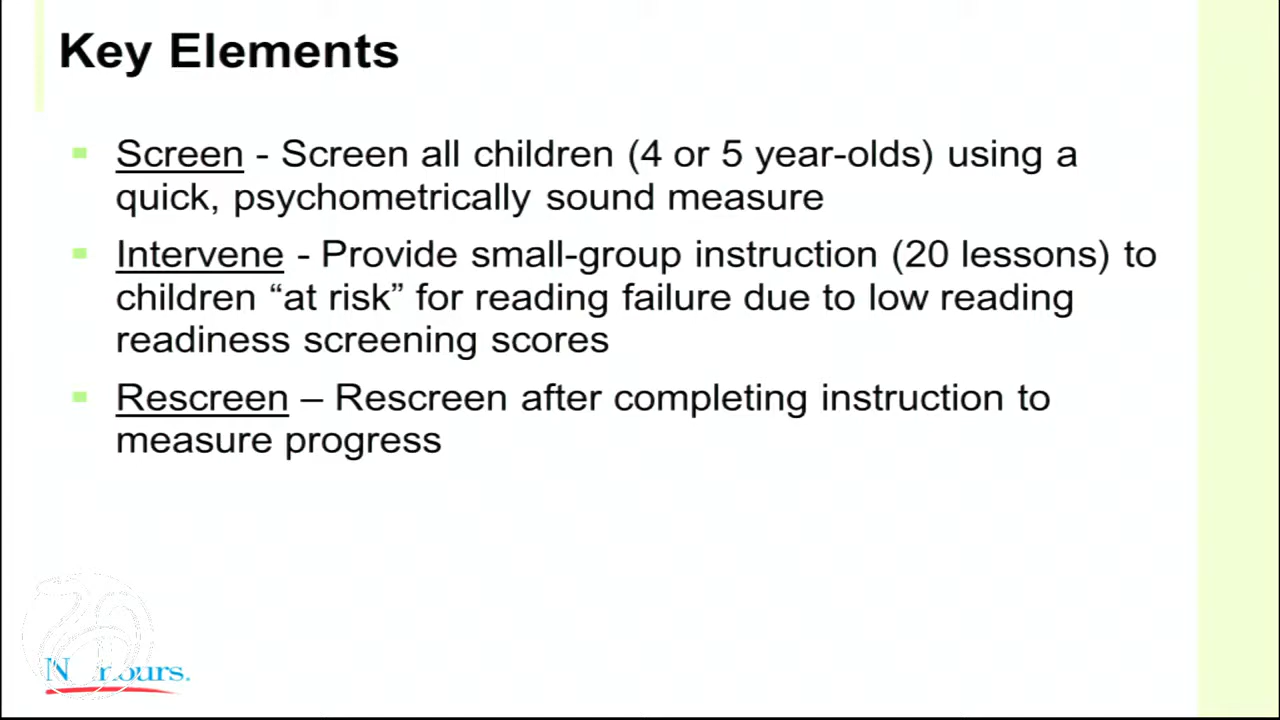 Key Elements
Screen - Screen all children (4 or 5 year-olds) using a
quick, psychometrically sound measure
Intervene - Provide small-group instruction (20 lessons) to
children “at risk” for reading failure due to low reading
readiness screening scores
Rescreen – Rescreen after completing instruction to
measure progress